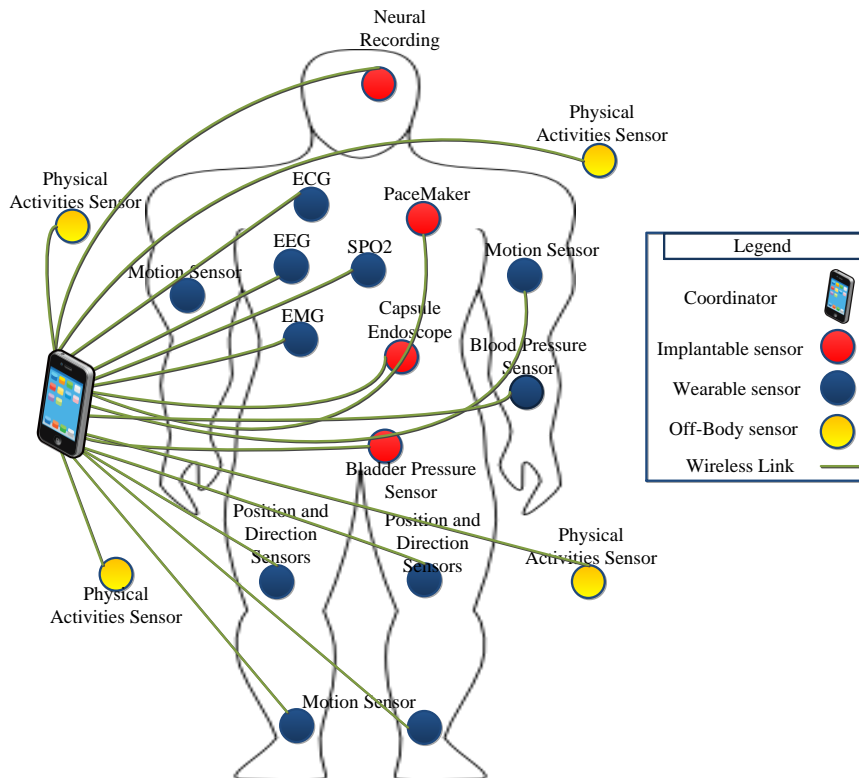 Neural
Recording
Physical
Activities Sensor
Physical
Activities Sensor
ECG
PaceMaker
EEG
SPO2
Motion Sensor
Motion Sensor
Capsule
Endoscope
EMG
Blood Pressure
Sensor
Legend
Coordinator
Implantable sensor
Wearable sensor
Off-Body sensor
Wireless Link
Bladder Pressure
Sensor
Position and
Direction
Sensors
Position and
Direction
Sensors
Physical
Activities Sensor
Physical
Activities Sensor
Motion Sensor